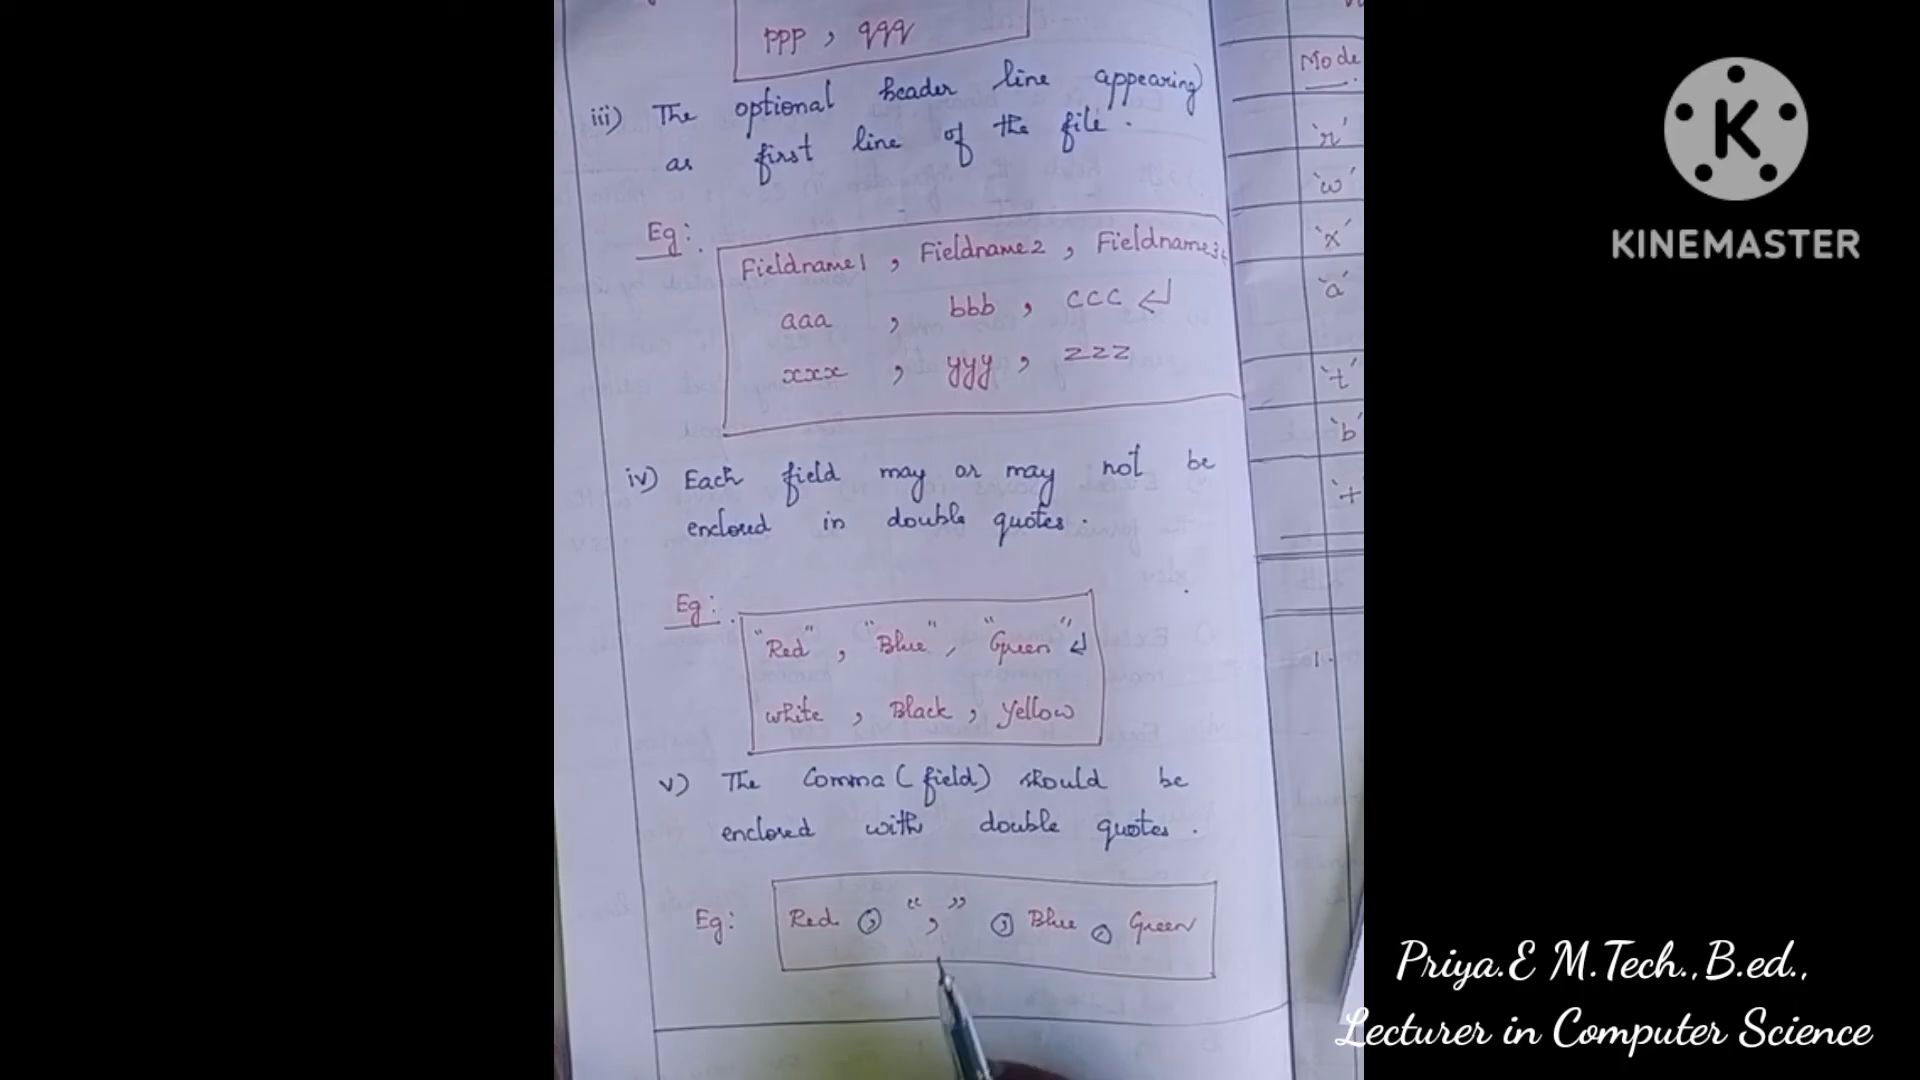 ppp , qqq
iii) The optional header line appearing
as first line of the file.
Eg:
Fieldname1 , Fieldname2 , Fieldname3
aaa , bbb , ccc ↵
xxx , yyy , zzz
iv) Each field may or may not be
enclosed in double quotes.
Eg:
"Red" , "Blue" , "Green" ↵
white , Black , Yellow
v) The Comma (field) should be
enclosed with double quotes.
Eg: Red , "," , Blue , Green
Mode
'r'
'w'
'x'
'a'
't'
'b'
'+'
1.
K
KINEMASTER
Priya.E M.Tech.,B.ed.,
Lecturer in Computer Science